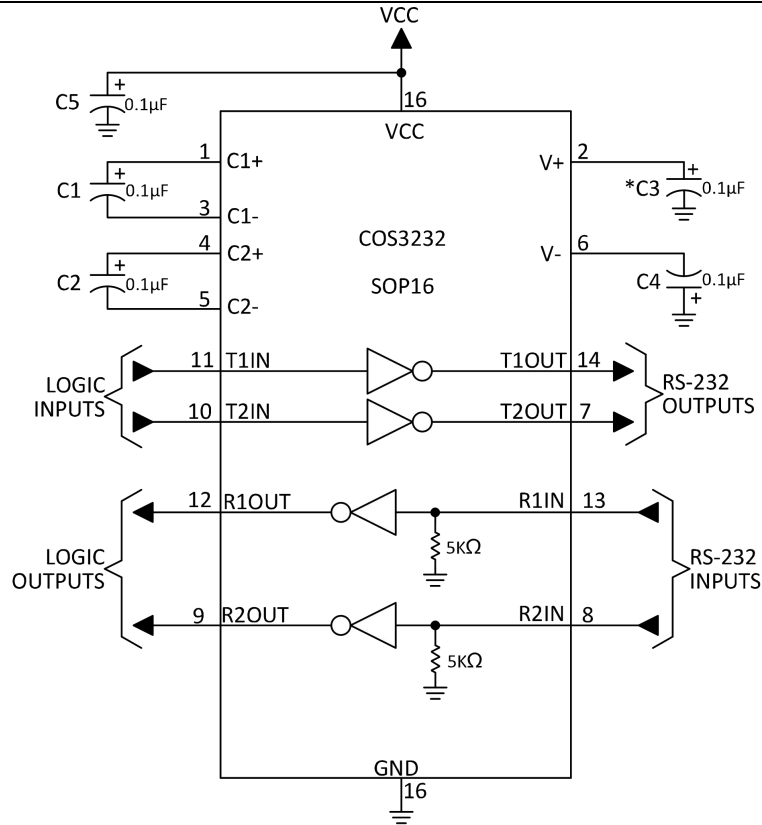 VCC
16
VCC
C5
+
0.1µF
1
C1+
C1
+
0.1µF
3
C1-
4
C2+
C2
+
0.1µF
5
C2-
COS3232
SOP16
V+
2
*C3
+
0.1µF
V-
6
C4
0.1µF
+
LOGIC
INPUTS
11 T1IN
T1OUT 14
10 T2IN
T2OUT 7
RS-232
OUTPUTS
LOGIC
OUTPUTS
12 R1OUT
R1IN 13
5KΩ
9 R2OUT
R2IN 8
5KΩ
RS-232
INPUTS
GND
16